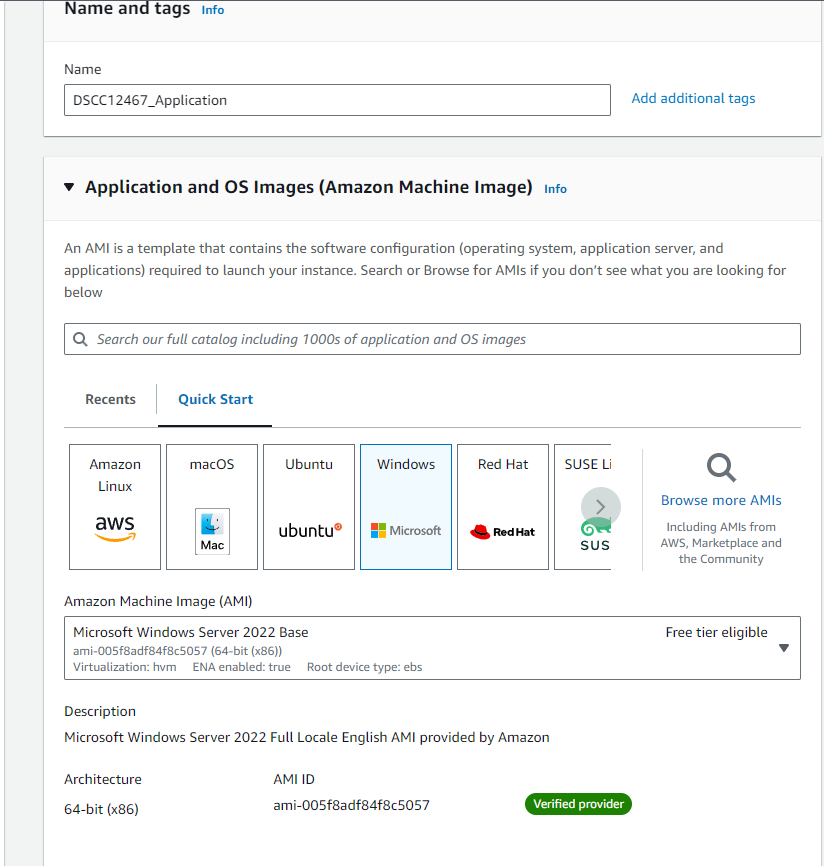 Name and tags Info
Name
DSCC12467_Application
Add additional tags
Application and OS Images (Amazon Machine Image) Info
An AMI is a template that contains the software configuration (operating system, application server, and
applications) required to launch your instance. Search or Browse for AMIs if you don’t see what you are looking for
below
Search our full catalog including 1000s of application and OS images
Recents
Quick Start
Amazon
Linux
aws
macOS
Mac
Ubuntu
ubuntu
Windows
Microsoft
Red Hat
Red Hat
SUSE Li
SUS
Browse more AMIs
Including AMIs from
AWS, Marketplace and
the Community
Amazon Machine Image (AMI)
Microsoft Windows Server 2022 Base
Free tier eligible
ami-005f8adf84f8c5057 (64-bit (x86))
Virtualization: hvm ENA enabled: true Root device type: ebs
Description
Microsoft Windows Server 2022 Full Locale English AMI provided by Amazon
Architecture
64-bit (x86)
AMI ID
ami-005f8adf84f8c5057
Verified provider